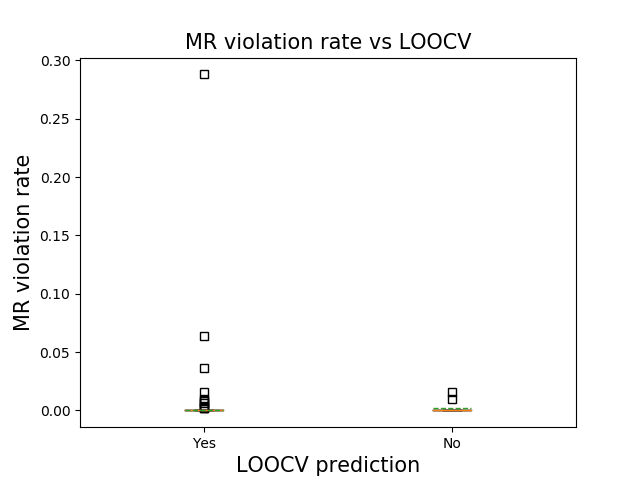 MR violation rate vs LOOCV
MR violation rate
0.30
0.25
0.20
0.15
0.10
0.05
0.00
Yes
No
LOOCV prediction